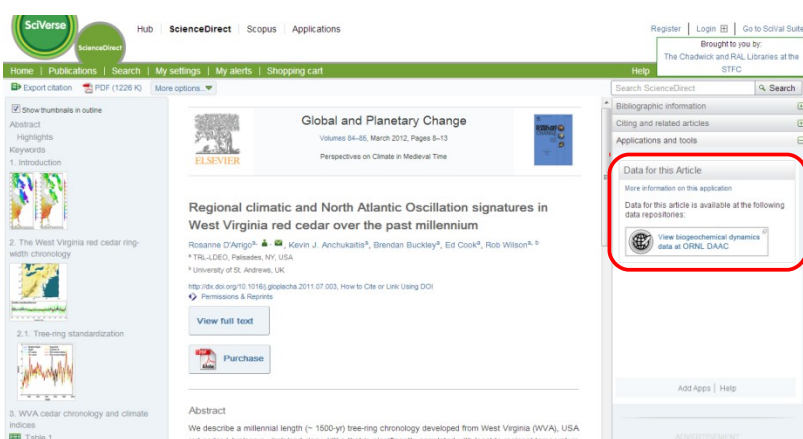 SciVerse
ScienceDirect
Hub ScienceDirect Scopus Applications
Register Login Go to SciVal Suite
Brought to you by:
The Chadwick and RAL Libraries at the
STFC
Home | Publications | Search | My settings | My alerts | Shopping cart
Help
Export citation PDF (1226 K) More options...
Search ScienceDirect Search
Show thumbnails in outline
Abstract
Highlights
Keywords
1. Introduction
2. The West Virginia red cedar ring-
width chronology
2.1. Tree-ring standardization
3. WVA cedar chronology and climate
indices
Table 1
ELSEVIER
Global and Planetary Change
Volumes 84–85, March 2012, Pages 8–13
Perspectives on Climate in Medieval Time
Regional climatic and North Atlantic Oscillation signatures in
West Virginia red cedar over the past millennium
Rosanne D'Arrigoᵃ, Kevin J. Anchukaitisᵃ, Brendan Buckleyᵃ, Ed Cookᵃ, Rob Wilsonᵃ, ᵇ
ᵃ TRL-LDEO, Palisades, NY, USA
ᵇ University of St. Andrews, UK
http://dx.doi.org/10.1016/j.gloplacha.2011.07.003, How to Cite or Link Using DOI
Permissions & Reprints
View full text
PDF
Adobe
Purchase
Abstract
We describe a millennial length (~ 1500-yr) tree-ring chronology developed from West Virginia (WVA), USA
Bibliographic information
Citing and related articles
Applications and tools
Data for this Article
More information on this application
Data for this article is available at the following
data repositories:
View biogeochemical dynamics
data at ORNL DAAC
Add Apps | Help
ADVERTISEMENT